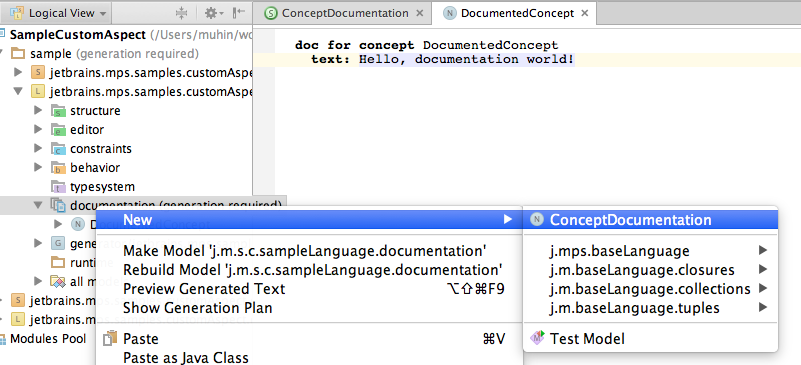 Logical View
ConceptDocumentation
DocumentedConcept
SampleCustomAspect (/Users/muhin/wo
sample (generation required)
jetbrains.mps.samples.customAspe
jetbrains.mps.samples.customAspe
structure
editor
constraints
behavior
typesystem
documentation (generation required)
D
gene
runti
all m
jetbrains.mps
jetbrains.mps
Modules Pool
doc for concept DocumentedConcept
text: Hello, documentation world!
New
Make Model 'j.m.s.c.sampleLanguage.documentation'
Rebuild Model 'j.m.s.c.sampleLanguage.documentation'
Preview Generated Text ⌥⇧⌘F9
Show Generation Plan
Paste ⌘V
Paste as Java Class
ConceptDocumentation
j.mps.baseLanguage
j.m.baseLanguage.closures
j.m.baseLanguage.collections
j.m.baseLanguage.tuples
Test Model